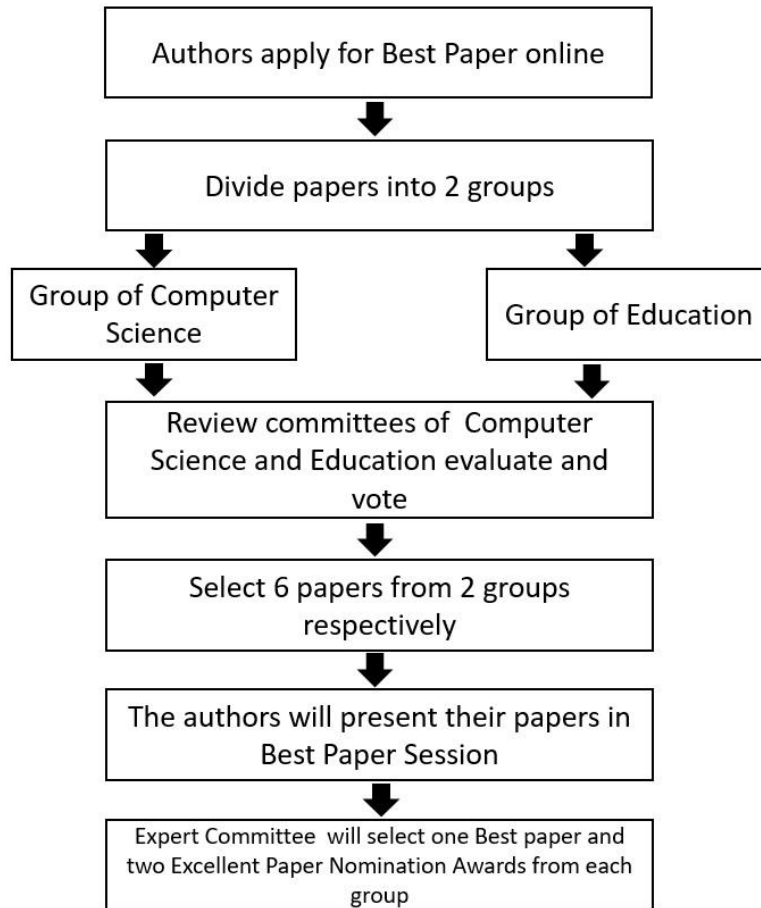 Authors apply for Best Paper online
Divide papers into 2 groups
Group of Computer
Science
Group of Education
Review committees of  Computer
Science and Education evaluate and
vote
Select 6 papers from 2 groups
respectively
The authors will present their papers in
Best Paper Session
Expert Committee  will select one Best paper and
two Excellent Paper Nomination Awards from each
group